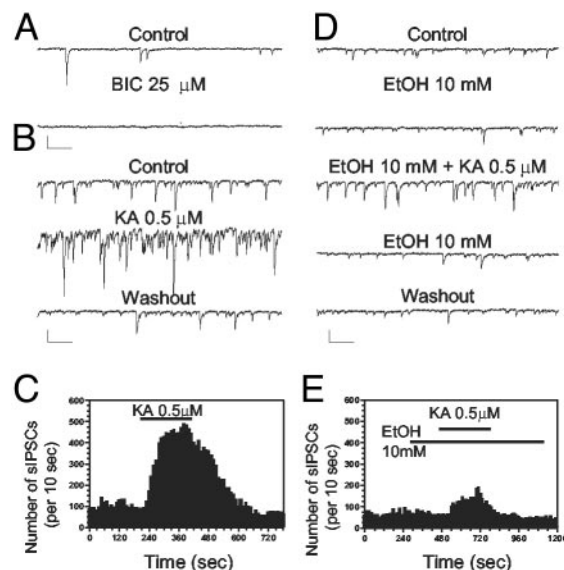 A
Control
BIC 25 μM
B
Control
KA 0.5 μM
Washout
D
Control
EtOH 10 mM
EtOH 10 mM + KA 0.5 μM
EtOH 10 mM
Washout
C
Number of sIPSCs
(per 10 sec)
600
500
400
300
200
100
0
KA 0.5μM
0 120 240 360 480 600 720
Time (sec)
E
Number of sIPSCs
(per 10 sec)
600
500
400
300
200
100
0
KA 0.5μM
EtOH
10mM
0 240 480 720 960 1200
Time (sec)